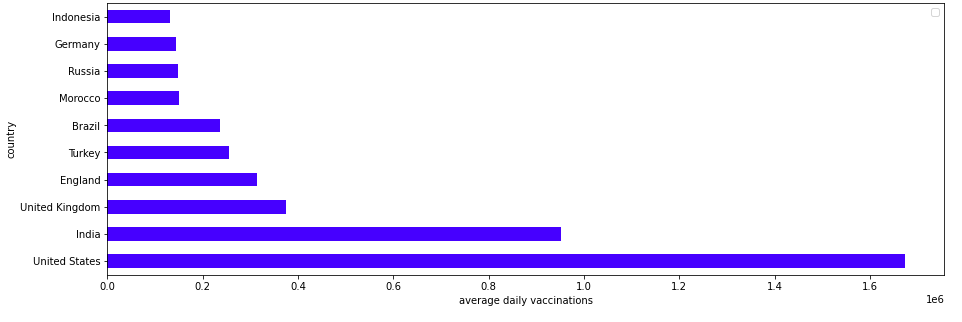 Indonesia
Germany
Russia
Morocco
Brazil
Turkey
England
United Kingdom
India
United States
country
0.0 0.2 0.4 0.6 0.8 1.0 1.2 1.4 1.6
1e6
average daily vaccinations